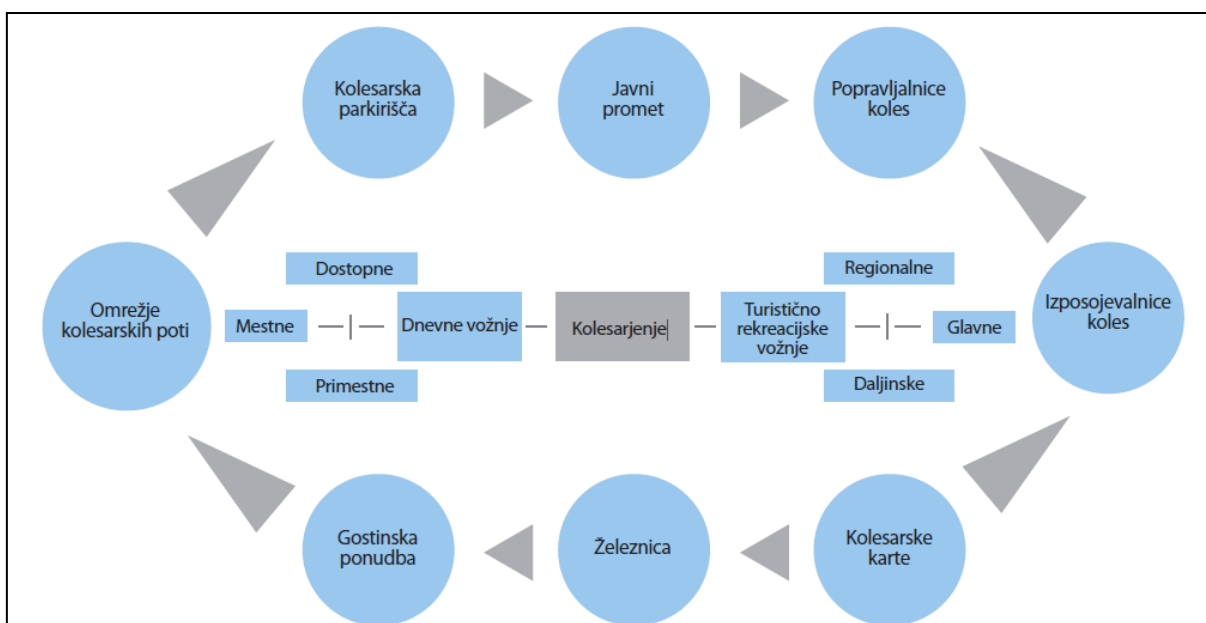 Kolesarska
parkirišča
Javni
promet
Popravljalnice
koles
Omrežje
kolesarskih poti
Dostopne
Mestne
Primestne
Dnevne vožnje
Kolesarjenje
Turistično
rekreacijske
vožnje
Regionalne
Glavne
Daljinske
Izposojevalnice
koles
Gostinska
ponudba
Železnica
Kolesarske
karte